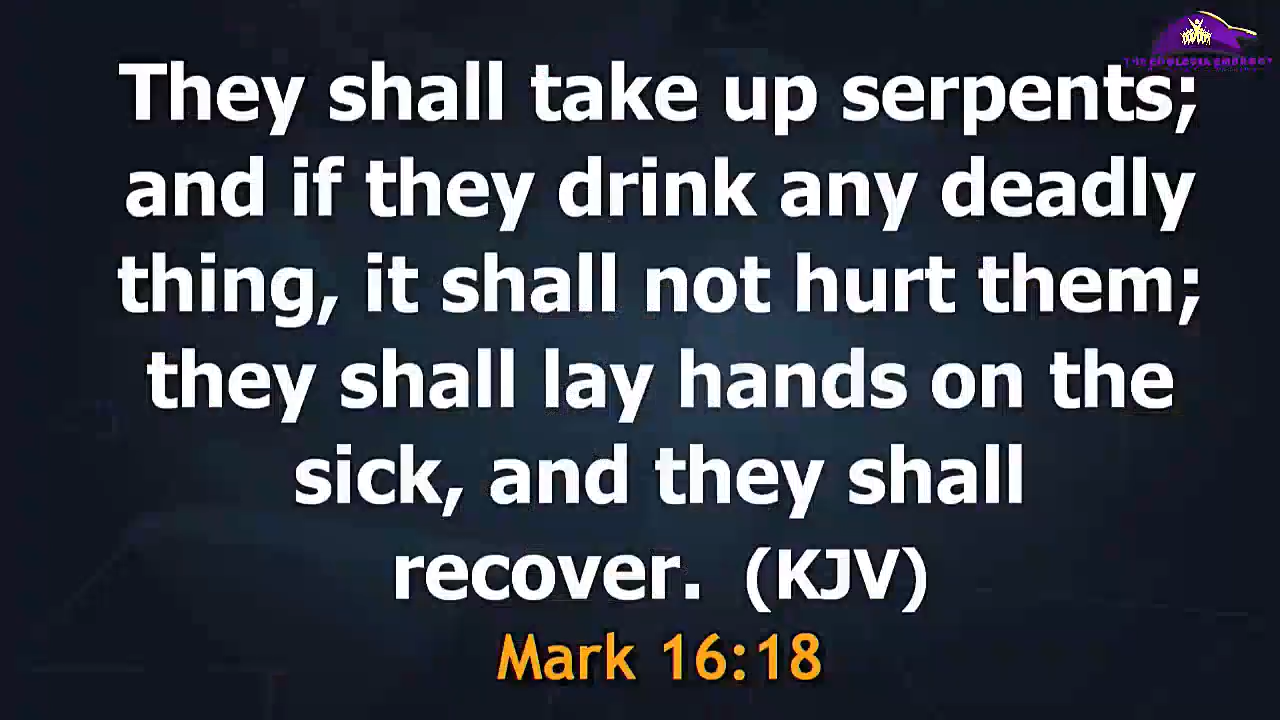 They shall take up serpents;
and if they drink any deadly
thing, it shall not hurt them;
they shall lay hands on the
sick, and they shall
recover. (KJV)
Mark 16:18